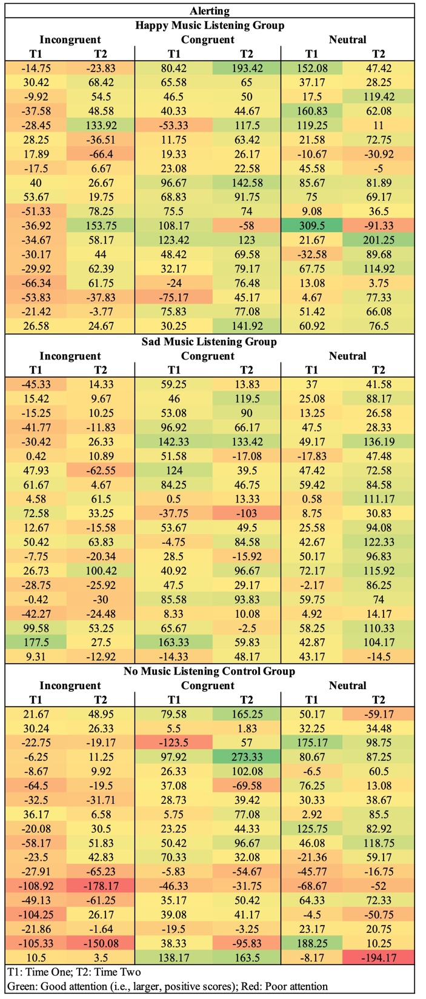 Alerting
Happy Music Listening Group
Incongruent Congruent Neutral
T1 T2 T1 T2 T1 T2
-14.75 -23.83 80.42 193.42 152.08 47.42
30.42 68.42 65.58 65 37.17 28.25
-9.92 54.5 46.5 50 17.5 119.42
-37.58 48.58 40.33 44.67 160.83 62.08
-28.45 133.92 -53.33 117.5 119.25 11
28.25 -36.51 11.75 63.42 21.58 72.75
17.89 -66.4 19.33 26.17 -10.67 -30.92
-17.5 6.67 23.08 22.58 45.58 -5
40 26.67 96.67 142.58 85.67 81.89
53.67 19.75 68.83 91.75 75 69.17
-51.33 78.25 75.5 74 9.08 36.5
-36.92 153.75 108.17 -58 309.5 -91.33
-34.67 58.17 123.42 123 21.67 201.25
-30.17 44 48.42 69.58 -32.58 89.68
-29.92 62.39 32.17 79.17 67.75 114.92
-66.34 61.75 -24 76.48 13.08 3.75
-53.83 -37.83 -75.17 45.17 4.67 77.33
-21.42 -3.77 75.83 77.08 51.42 66.08
26.58 24.67 30.25 141.92 60.92 76.5
Sad Music Listening Group
Incongruent Congruent Neutral
T1 T2 T1 T2 T1 T2
-45.33 14.33 59.25 13.83 37 41.58
15.42 9.67 46 119.5 25.08 88.17
-15.25 10.25 53.08 90 13.25 26.58
-41.77 -11.83 96.92 66.17 47.5 28.33
-30.42 26.33 142.33 133.42 49.17 136.19
0.42 10.89 51.58 -17.08 -17.83 47.48
47.93 -62.55 124 39.5 47.42 72.58
61.67 4.67 84.25 46.75 59.42 84.58
4.58 61.5 0.5 13.33 0.58 111.17
72.58 33.25 -37.75 -103 8.75 30.83
12.67 -15.58 53.67 49.5 25.58 94.08
50.42 63.83 -4.75 84.58 42.67 122.33
-7.75 -20.34 28.5 -15.92 50.17 96.83
26.73 100.42 40.92 96.67 72.17 115.92
-28.75 -25.92 47.5 29.17 -2.17 86.25
-0.42 -30 85.58 93.83 59.75 74
-42.27 -24.48 8.33 10.08 4.92 14.17
99.58 53.25 65.67 -2.5 58.25 110.33
177.5 27.5 163.33 59.83 42.87 104.17
9.31 -12.92 -14.33 48.17 43.17 -14.5
No Music Listening Control Group
Incongruent Congruent Neutral
T1 T2 T1 T2 T1 T2
21.67 48.95 79.58 165.25 50.17 -59.17
30.24 26.33 5.5 1.83 32.25 34.48
-22.75 -19.17 -123.5 57 175.17 98.75
-6.25 11.25 97.92 273.33 80.67 87.25
-8.67 9.92 26.33 102.08 -6.5 60.5
-64.5 -19.5 37.08 -69.58 76.25 13.08
-32.5 -31.71 28.73 39.42 30.33 38.67
36.17 6.58 5.75 77.08 2.92 85.5
-20.08 30.5 23.25 44.33 125.75 82.92
-58.17 51.83 50.42 96.67 46.08 118.75
-23.5 42.83 70.33 32.08 -21.36 59.17
-27.91 -65.23 -5.83 -54.67 -45.77 -16.75
-108.92 -178.17 -46.33 -31.75 -68.67 -52
-49.13 -61.25 35.17 50.42 64.33 72.33
-104.25 26.17 39.08 41.17 -4.5 -50.75
-21.86 -1.64 -19.5 -3.25 23.17 20.75
-105.33 -150.08 38.33 -95.83 188.25 10.25
10.5 3.5 138.17 163.5 -8.17 -194.17
T1: Time One; T2: Time Two
Green: Good attention (i.e., larger, positive scores); Red: Poor attention